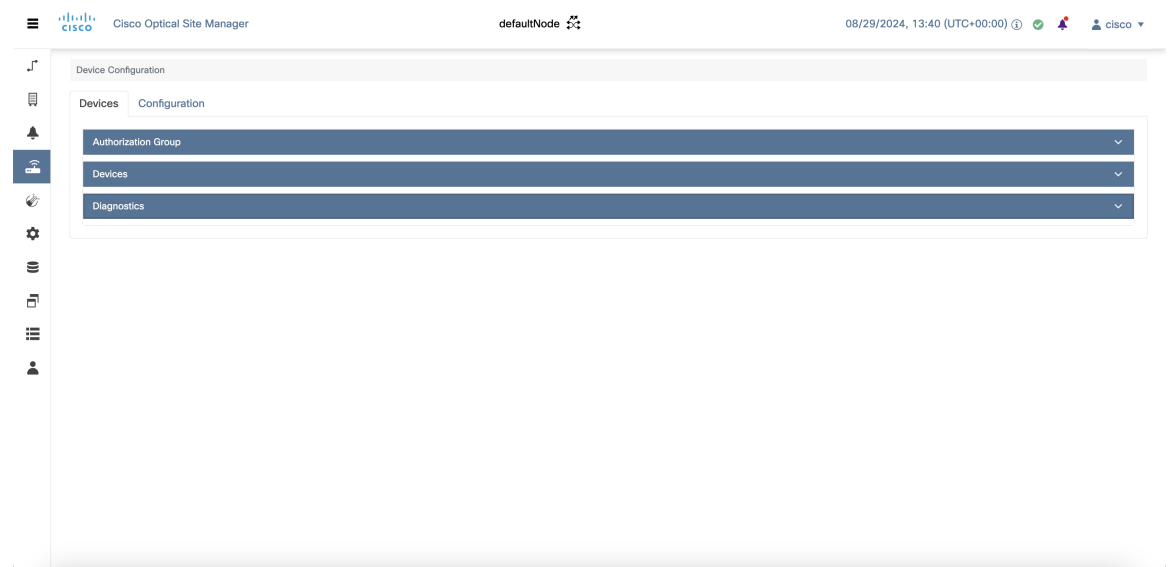 cisco Cisco Optical Site Manager defaultNode 08/29/2024, 13:40 (UTC+00:00) cisco
Device Configuration
Devices Configuration
Authorization Group
Devices
Diagnostics